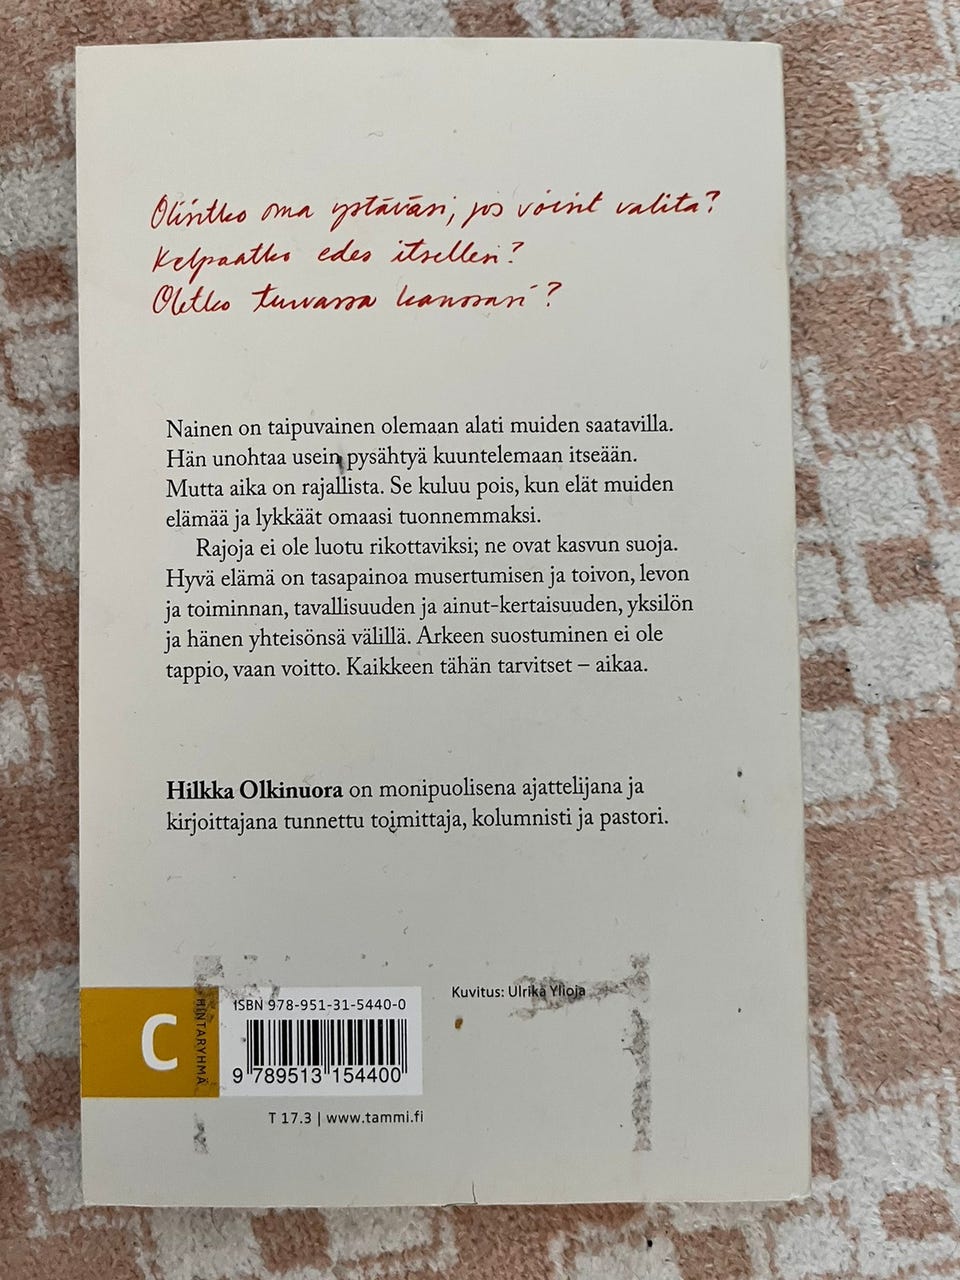 Olisitko oma ystäväsi, jos voisit valita?
Kelpaatko edes itsellesi?
Oletko turvassa kanssasi?
Nainen on taipuvainen olemaan alati muiden saatavilla.
Hän unohtaa usein pysähtyä kuuntelemaan itseään.
Mutta aika on rajallista. Se kuluu pois, kun elät muiden
elämää ja lykkäät omaasi tuonnemmaksi.
Rajoja ei ole luotu rikottaviksi; ne ovat kasvun suoja.
Hyvä elämä on tasapainoa musertumisen ja toivon, levon
ja toiminnan, tavallisuuden ja ainut-kertaisuuden, yksilön
ja hänen yhteisönsä välillä. Arkeen suostuminen ei ole
tappio, vaan voitto. Kaikkeen tähän tarvitset – aikaa.
Hilkka Olkinuora on monipuolisena ajattelijana ja
kirjoittajana tunnettu toimittaja, kolumnisti ja pastori.
C
HINTARYHMÄ
ISBN 978-951-31-5440-0
9 789513 154400
Kuvitus: Ulrika Ylioja
T 17.3 | www.tammi.fi